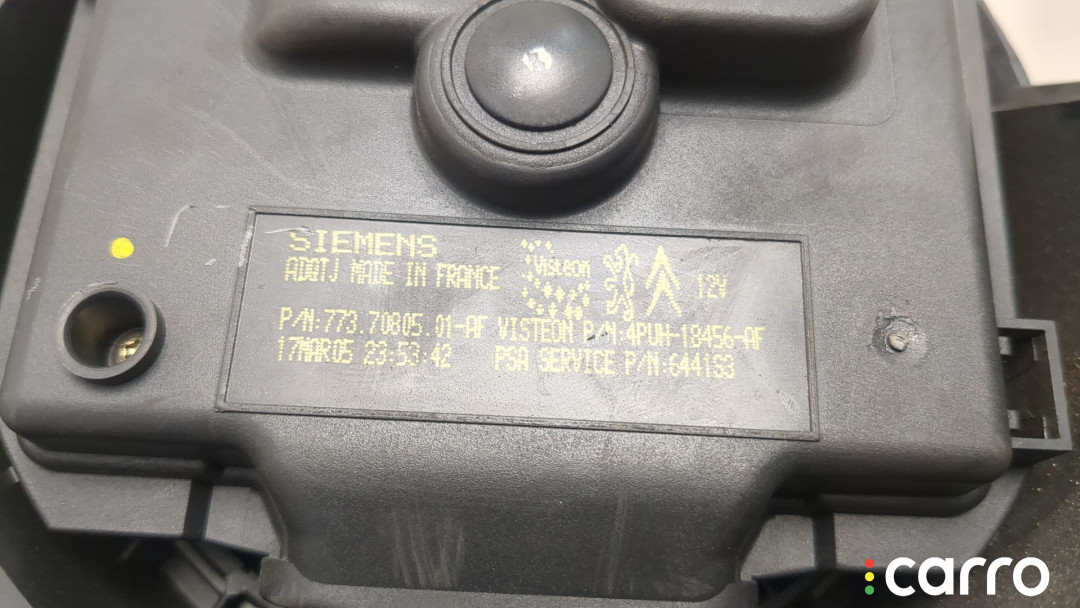 SIEMENS
ADQTJ MADE IN FRANCE
Visteon
12V
P/N:773.70805.01-AF VISTEON P/N:4PUH-18456-AF
17MAR05 23:53:42 PSA SERVICE P/N:6441S3
carro